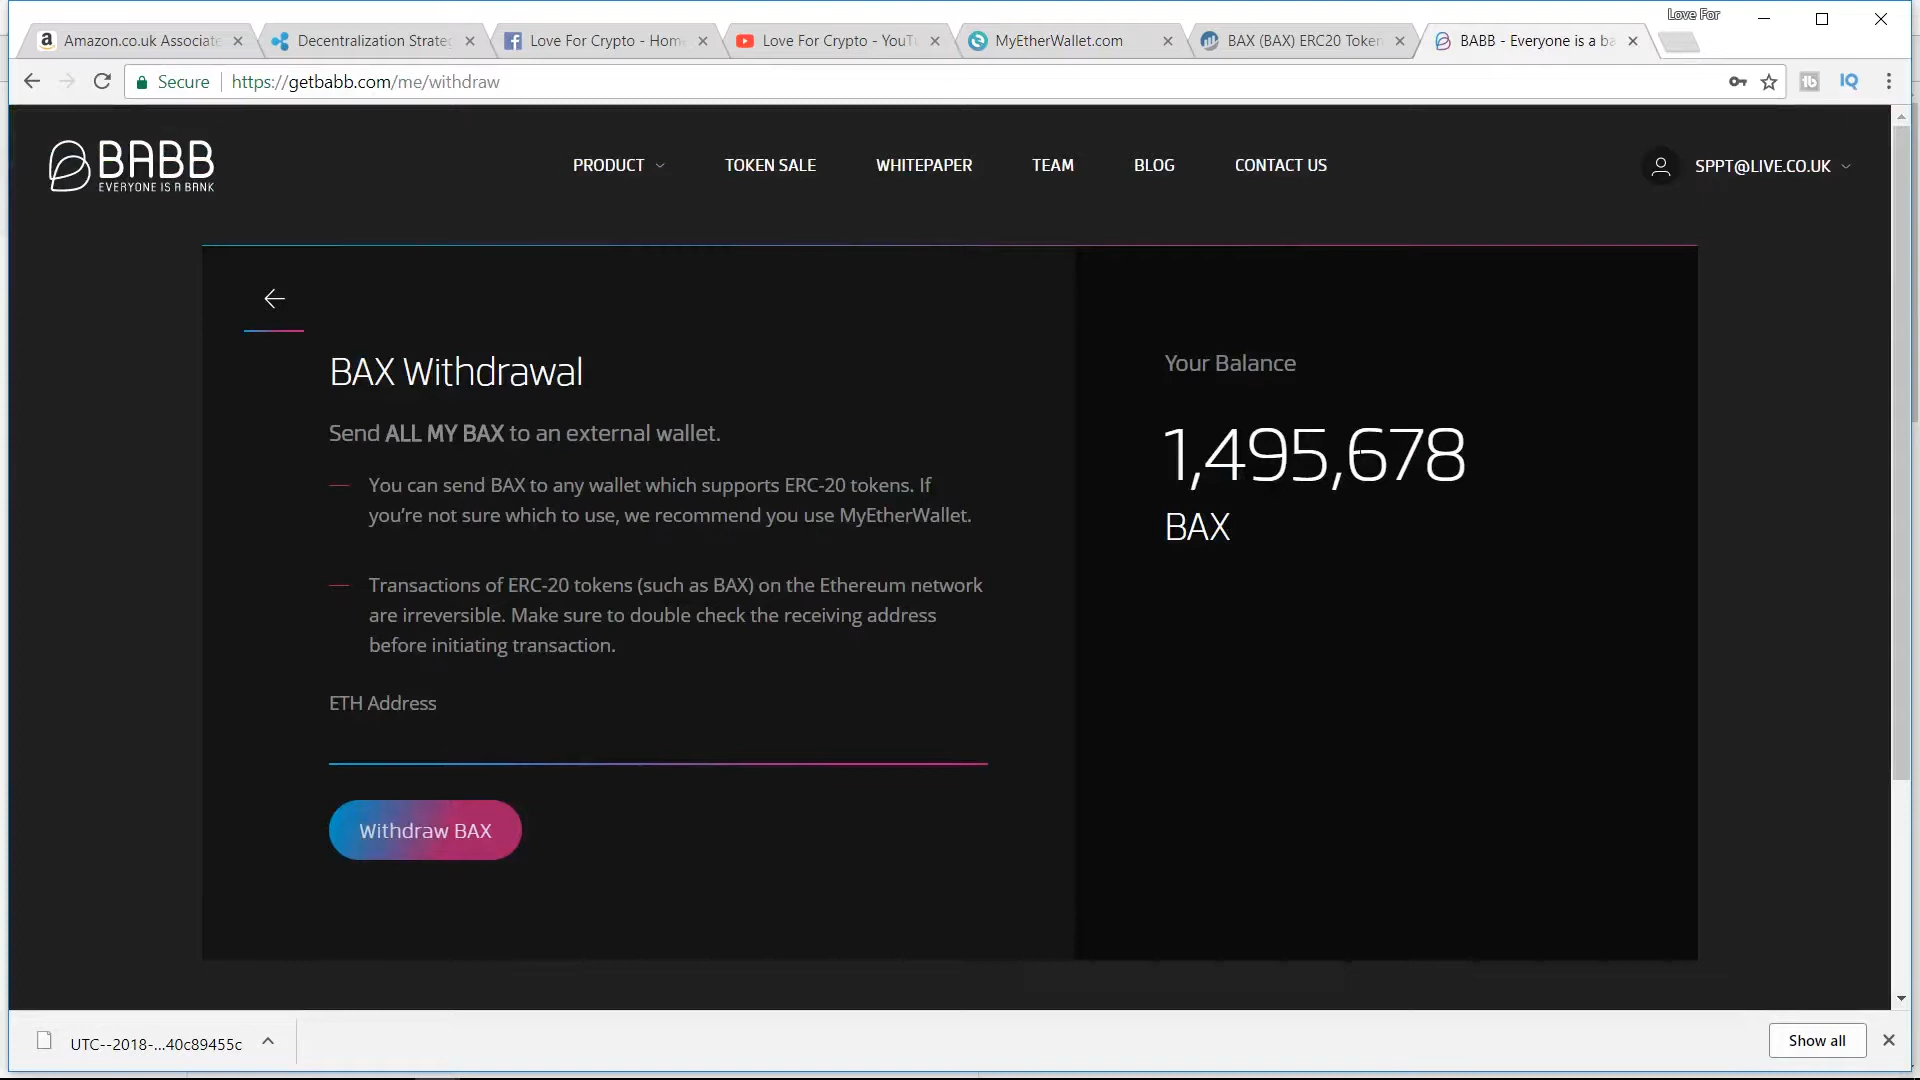 Love For
Amazon.co.uk Associate
Decentralization Strateg
Love For Crypto - Home
Love For Crypto - YouTu
MyEtherWallet.com
BAX (BAX) ERC20 Token
BABB - Everyone is a ba
Secure
https://getbabb.com/me/withdraw
BABB
EVERYONE IS A BANK
PRODUCT
TOKEN SALE
WHITEPAPER
TEAM
BLOG
CONTACT US
SPPT@LIVE.CO.UK
BAX Withdrawal
Send ALL MY BAX to an external wallet.
You can send BAX to any wallet which supports ERC-20 tokens. If
you’re not sure which to use, we recommend you use MyEtherWallet.
Transactions of ERC-20 tokens (such as BAX) on the Ethereum network
are irreversible. Make sure to double check the receiving address
before initiating transaction.
ETH Address
Withdraw BAX
Your Balance
1,495,678
BAX
UTC--2018-...40c89455c
Show all